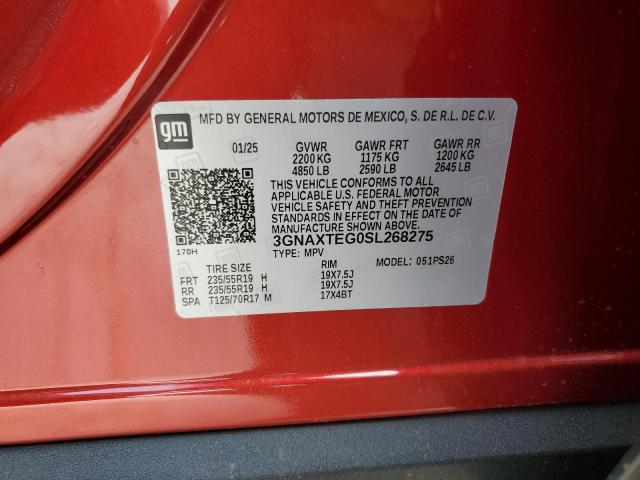 gm
MFD BY GENERAL MOTORS DE MEXICO, S. DE R.L. DE C.V.
01/25 GVWR GAWR FRT GAWR RR
2200 KG 1175 KG 1200 KG
4850 LB 2590 LB 2645 LB
THIS VEHICLE CONFORMS TO ALL
APPLICABLE U.S. FEDERAL MOTOR
VEHICLE SAFETY AND THEFT PREVENTION
STANDARDS IN EFFECT ON THE DATE OF
MANUFACTURE SHOWN ABOVE.
3GNAXTEG0SL268275
170H TYPE: MPV MODEL: 051PS26
TIRE SIZE RIM
FRT 235/55R19 H 19X7.5J
RR 235/55R19 H 19X7.5J
SPA T125/70R17 M 17X4BT